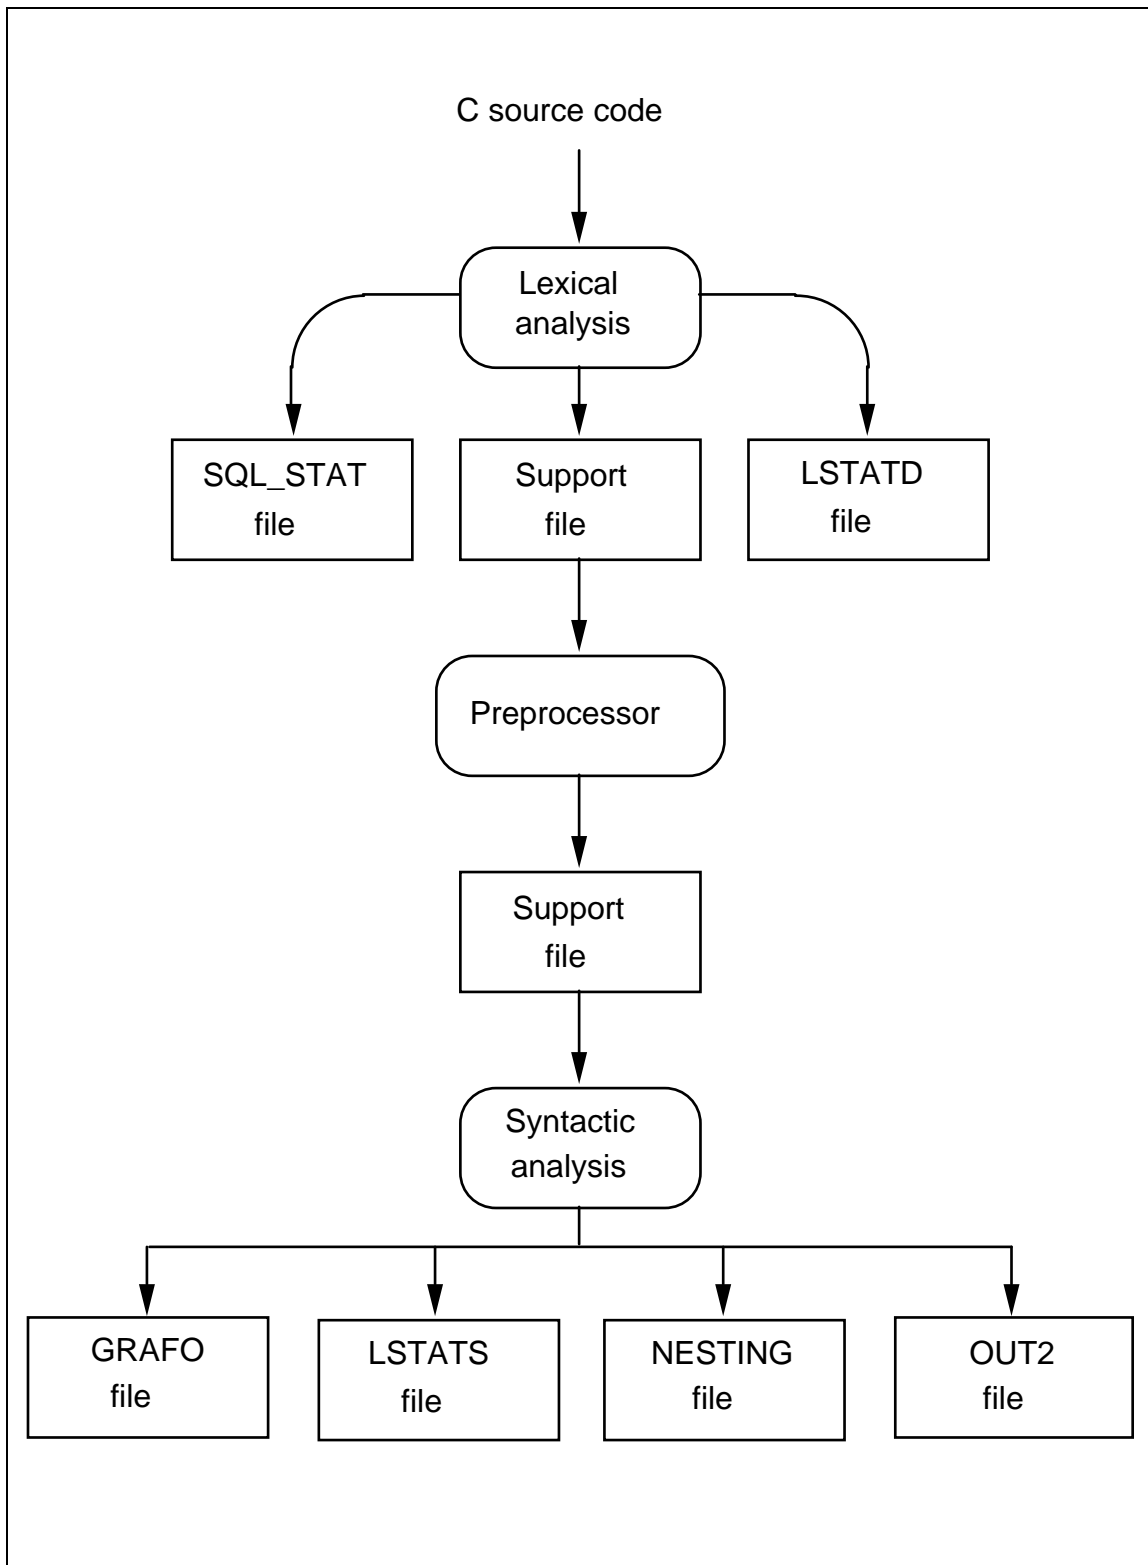 C source code
Lexical
analysis
SQL_STAT
file
Support
file
LSTATD
file
Preprocessor
Support
file
Syntactic
analysis
GRAFO
file
LSTATS
file
NESTING
file
OUT2
file